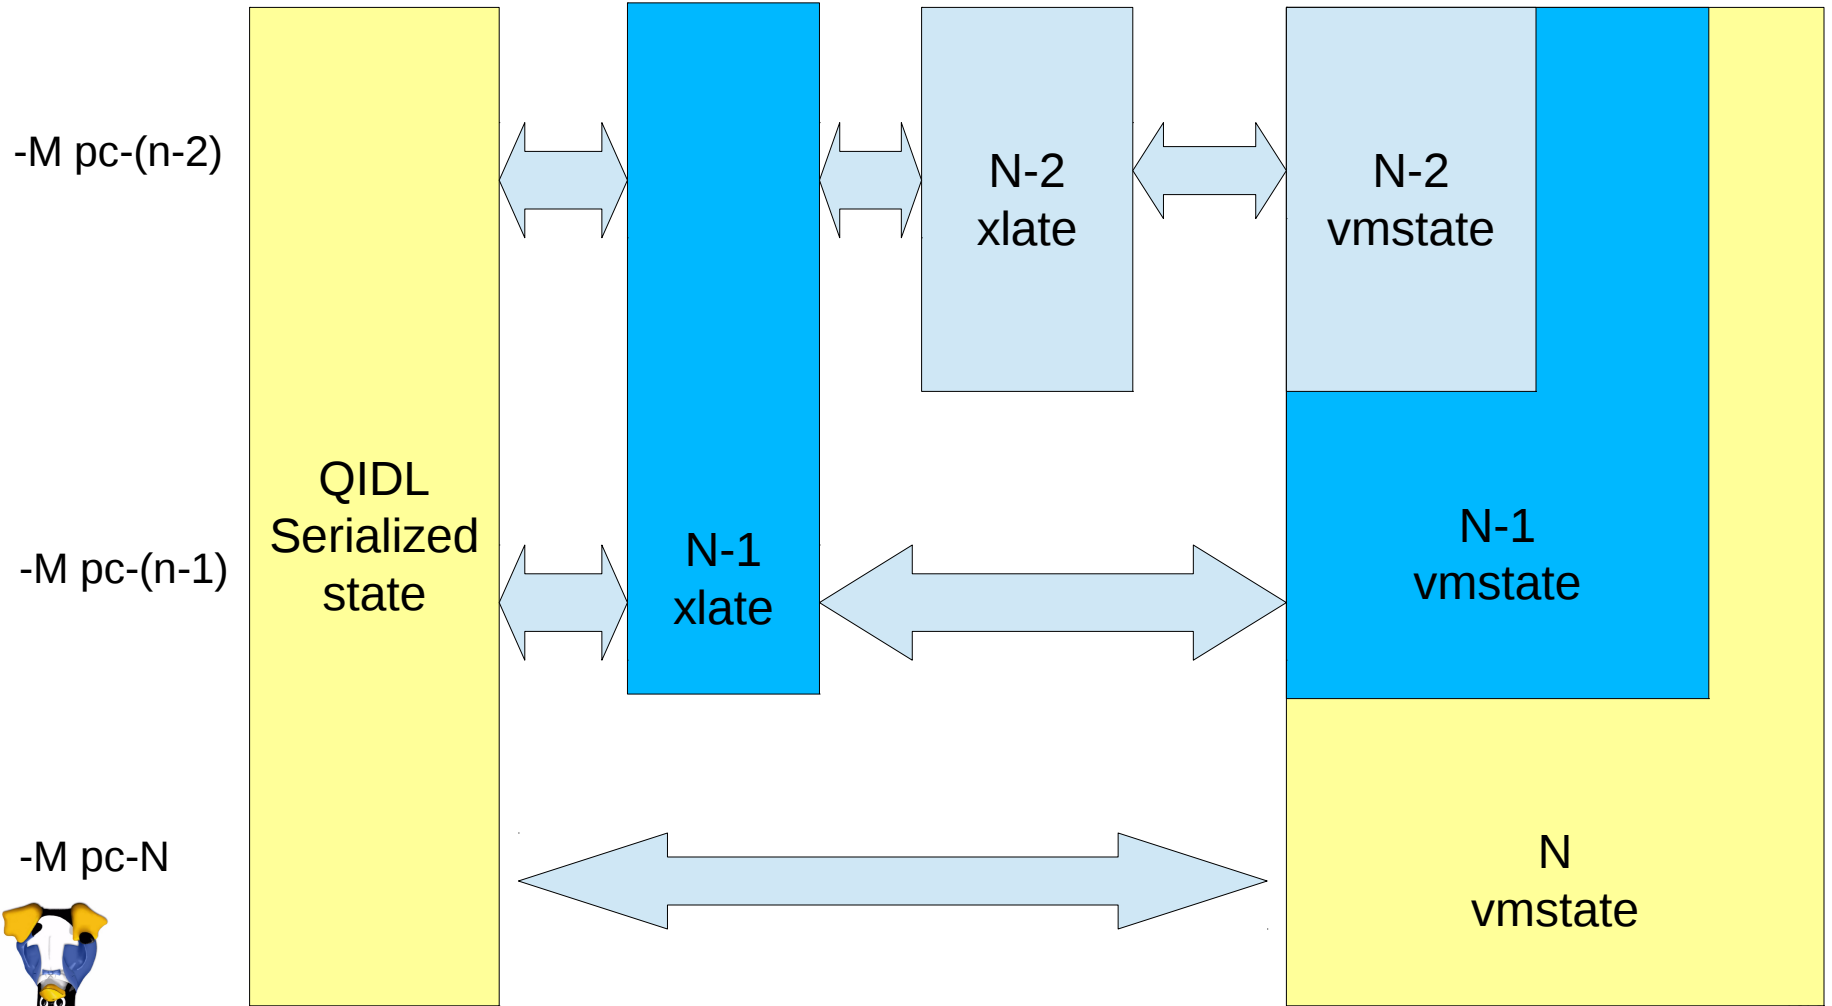 -M pc-(n-2)
N-2
xlate
N-2
vmstate
QIDL
Serialized
state
-M pc-(n-1)
N-1
xlate
N-1
vmstate
-M pc-N
N
vmstate